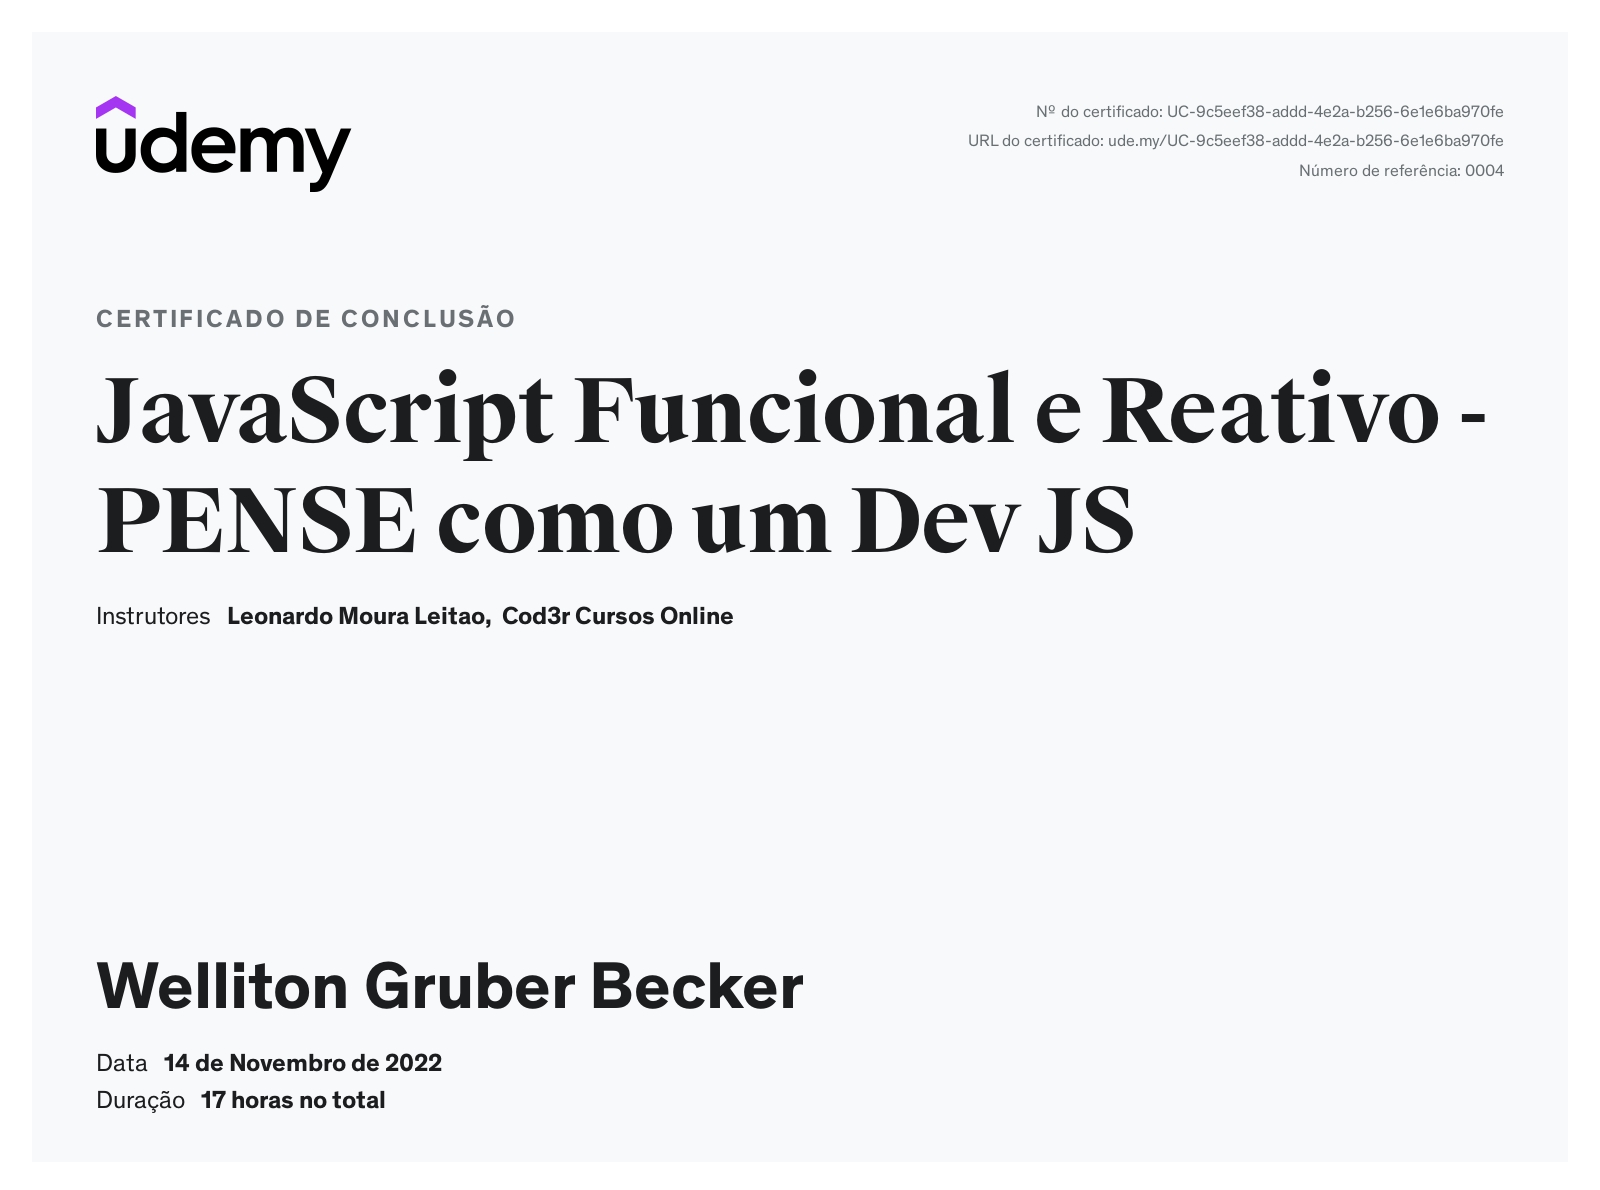 udemy
Nº do certificado: UC-9c5eef38-addd-4e2a-b256-6e1e6ba970fe
URL do certificado: ude.my/UC-9c5eef38-addd-4e2a-b256-6e1e6ba970fe
Número de referência: 0004
CERTIFICADO DE CONCLUSÃO
JavaScript Funcional e Reativo -
PENSE como um Dev JS
Instrutores Leonardo Moura Leitao, Cod3r Cursos Online
Welliton Gruber Becker
Data 14 de Novembro de 2022
Duração 17 horas no total